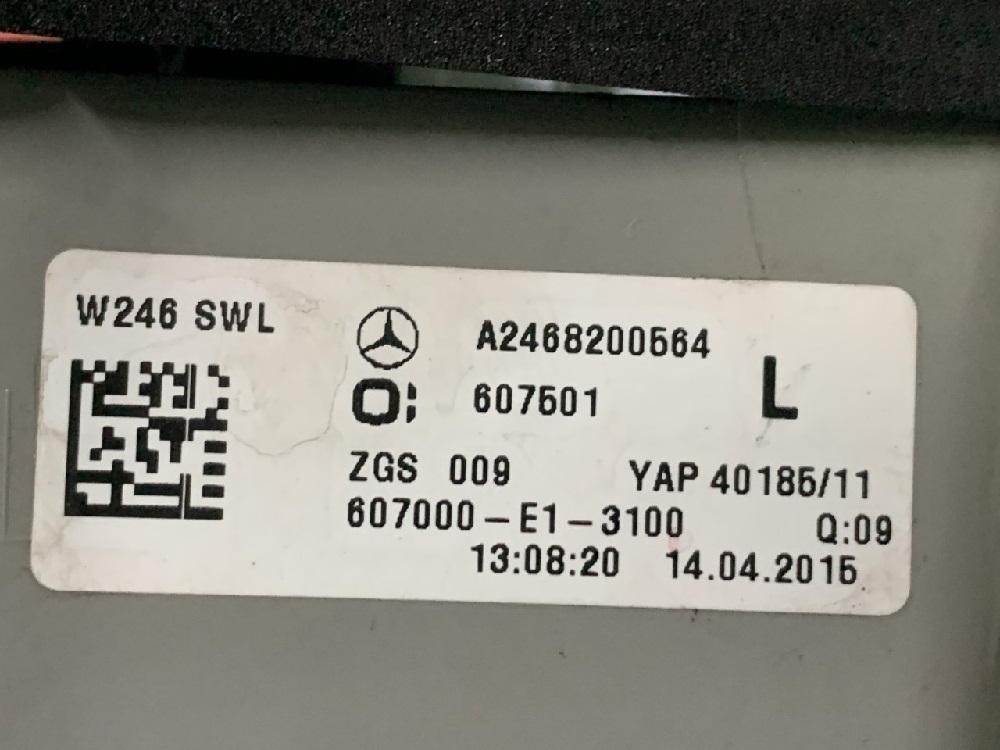 W246 SWL
A2468200564
L
607501
ZGS 009
YAP 40185/11
607000-E1-3100
Q:09
13:08:20 14.04.2015